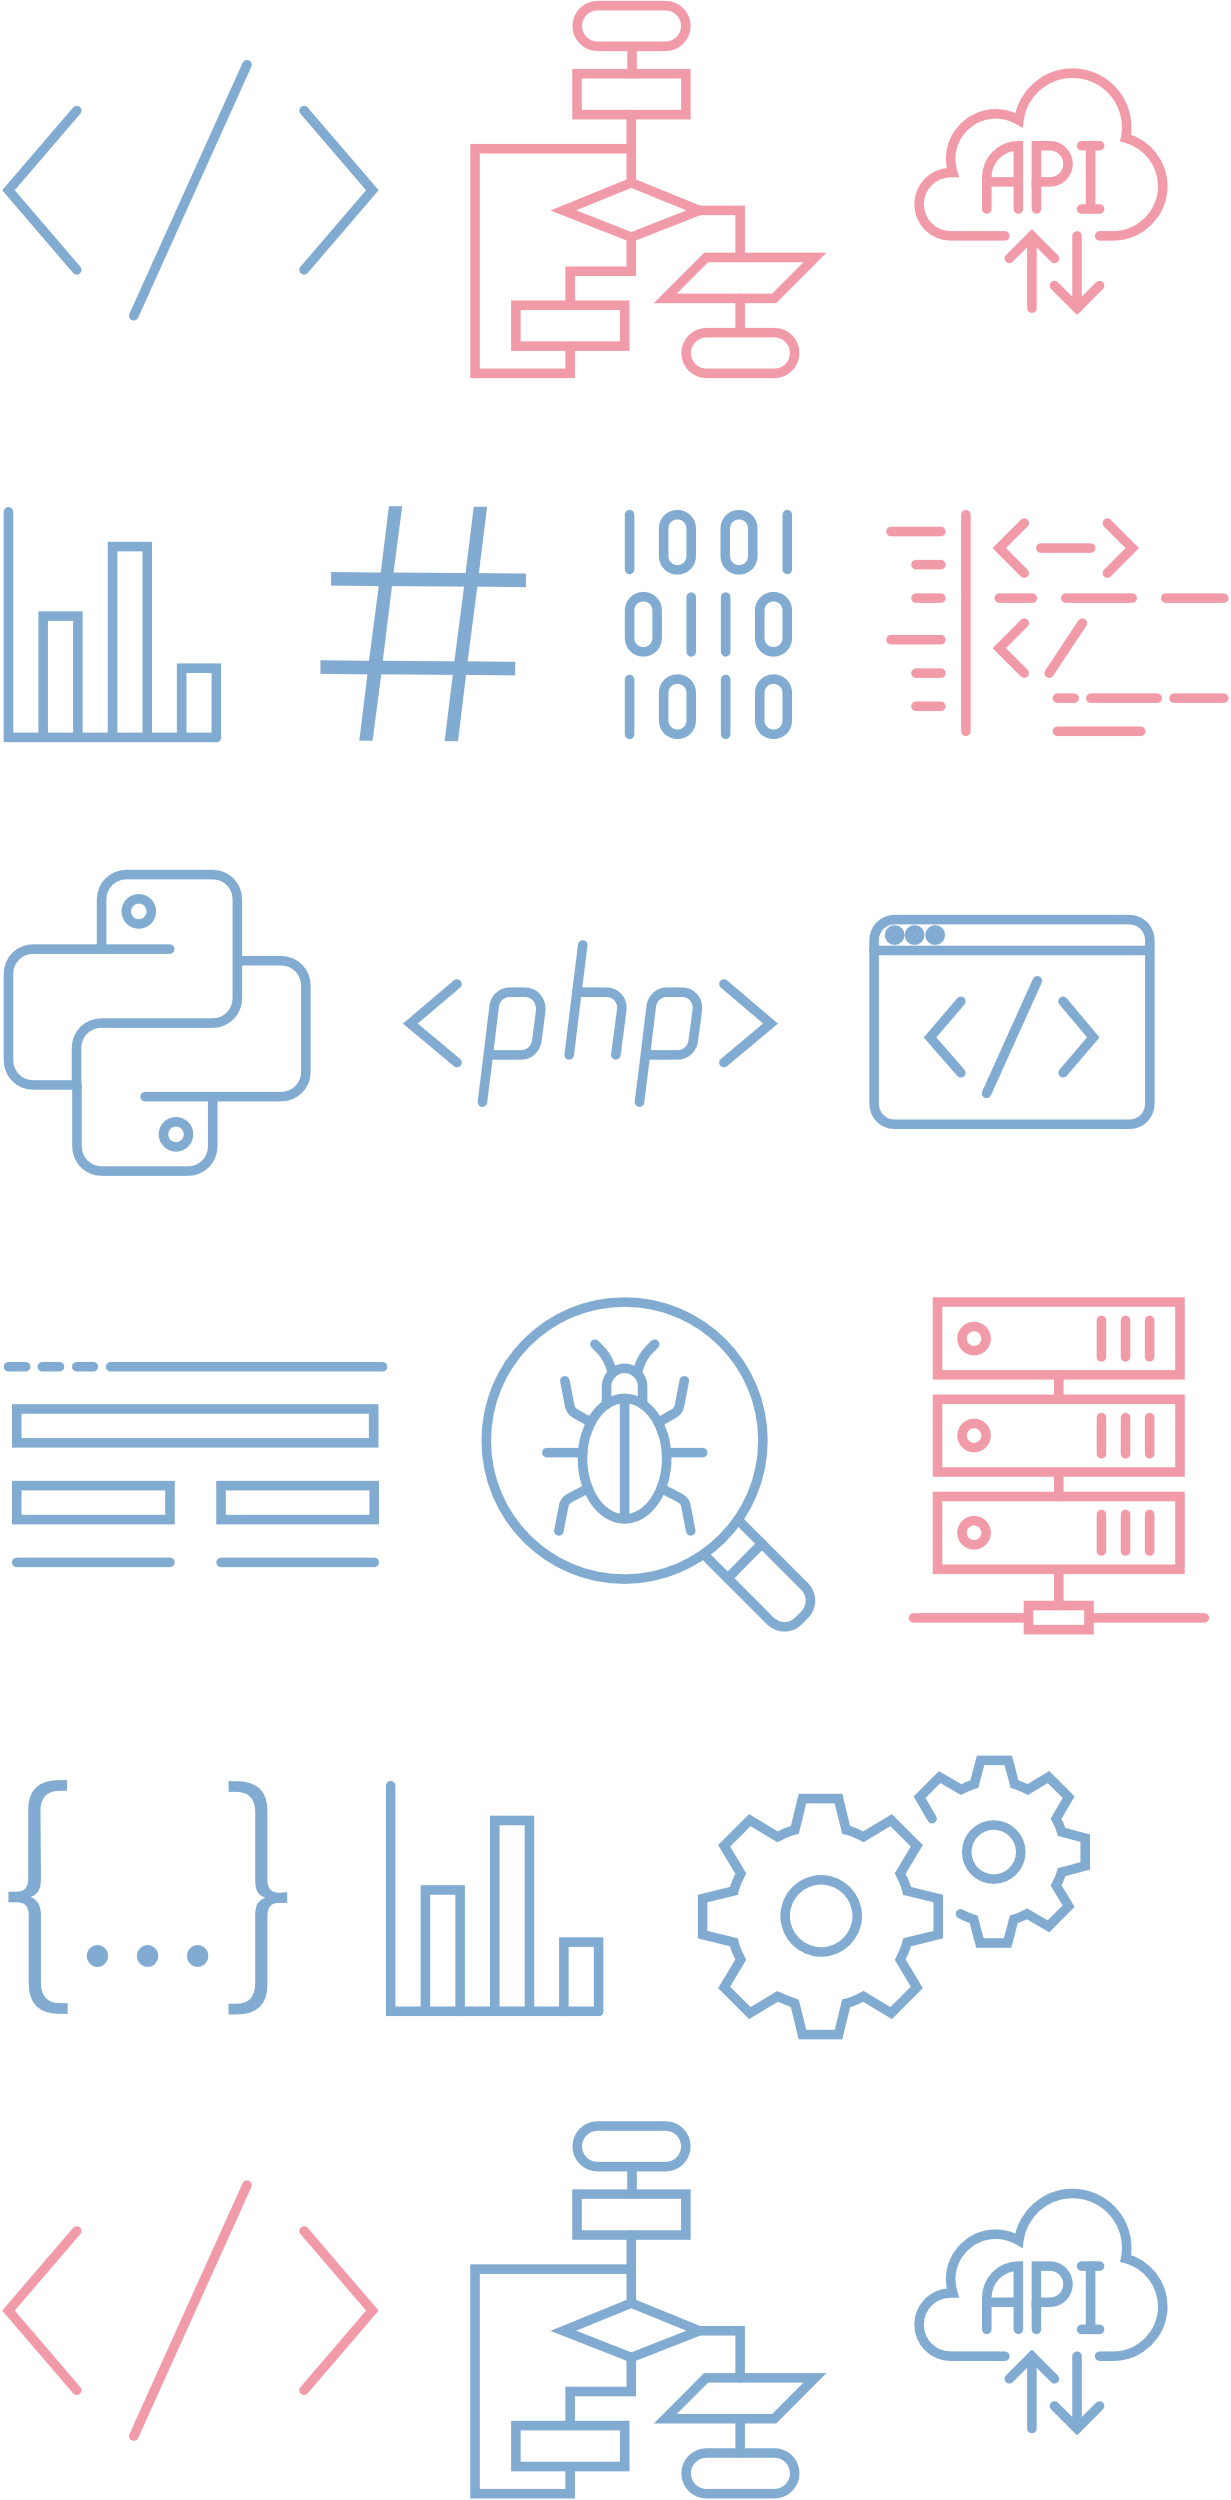 < / >
API
#
1001
0110
1010
< - >
< /
<php>
< / >
{...}
< / >
API